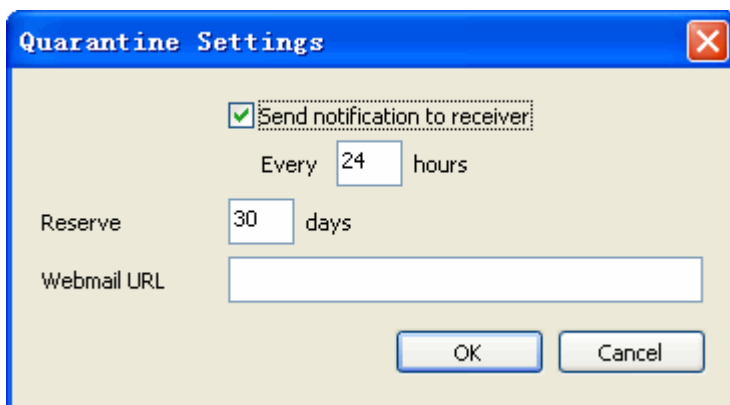 Quarantine Settings
Send notification to receiver
Every 24 hours
Reserve 30 days
Webmail URL
OK Cancel